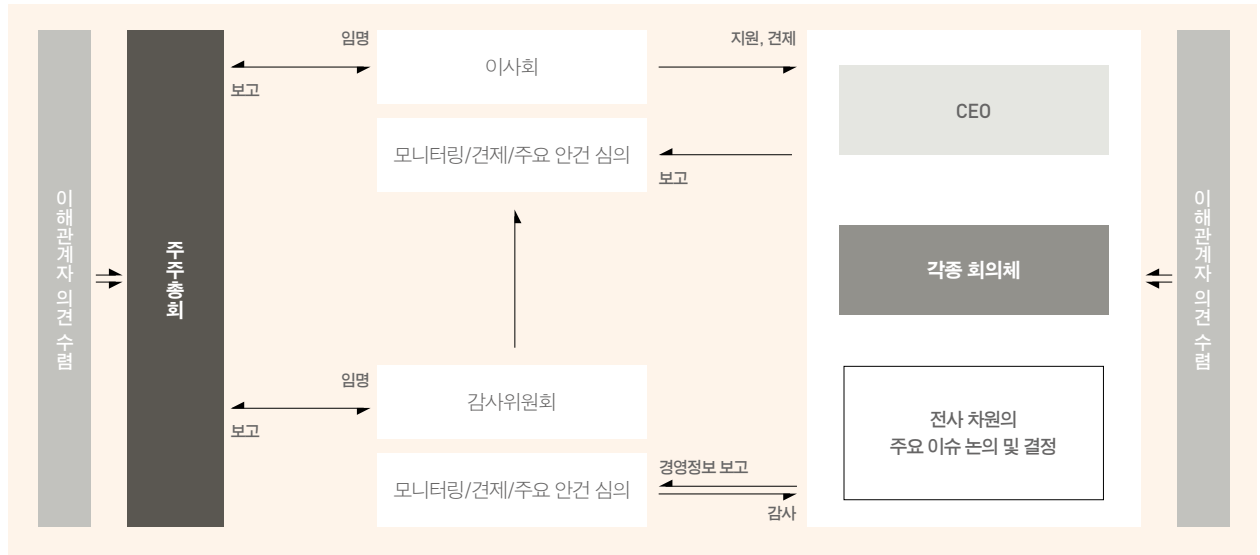 이해관계자 의견 수렴
주주총회
임명
보고
이사회
모니터링/견제/주요 안건 심의
지원, 견제
보고
임명
보고
감사위원회
모니터링/견제/주요 안건 심의
경영정보 보고
감사
CEO
각종 회의체
전사 차원의
주요 이슈 논의 및 결정
이해관계자 의견 수렴